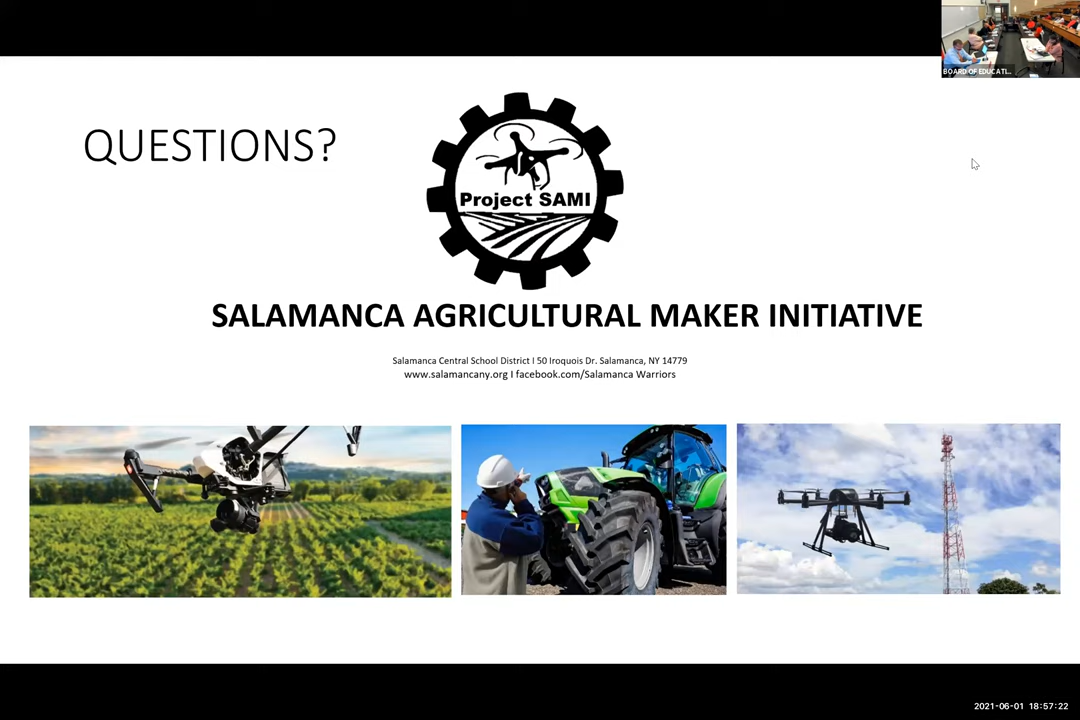 BOARD OF EDUCATI...
QUESTIONS?
Project SAMI
SALAMANCA AGRICULTURAL MAKER INITIATIVE
Salamanca Central School District I 50 Iroquois Dr. Salamanca, NY 14779
www.salamancany.org I facebook.com/Salamanca Warriors
2021-06-01 18:57:22